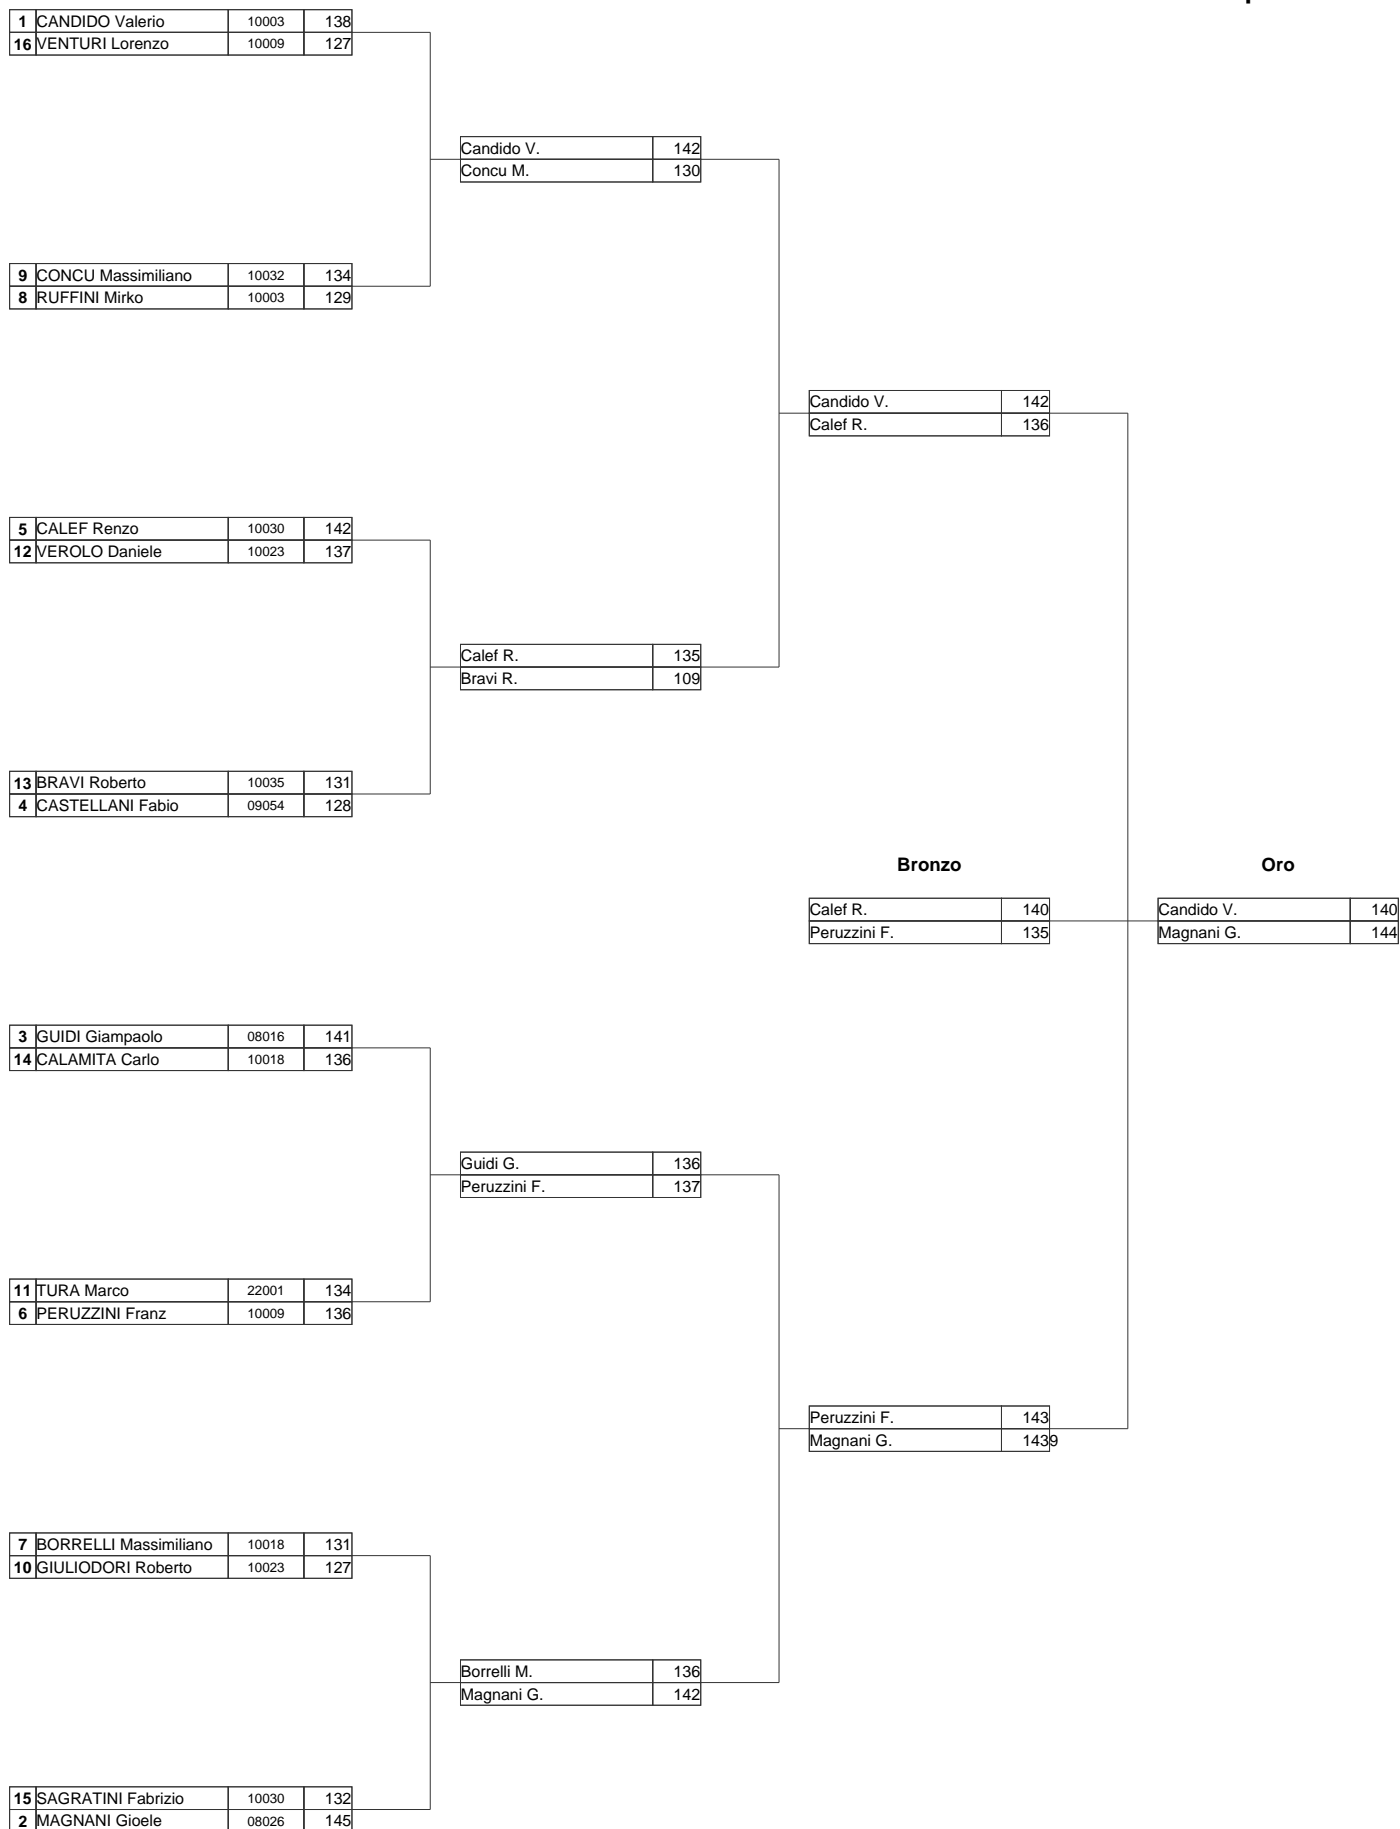 1 CANDIDO Valerio 10003 138
16 VENTURI Lorenzo 10009 127
Candido V. 142
Concu M. 130
9 CONCU Massimiliano 10032 134
8 RUFFINI Mirko 10003 129
Candido V. 142
Calef R. 136
5 CALEF Renzo 10030 142
12 VEROLO Daniele 10023 137
Calef R. 135
Bravi R. 109
13 BRAVI Roberto 10035 131
4 CASTELLANI Fabio 09054 128
Bronzo Oro
Calef R. 140 Candido V. 140
Peruzzini F. 135 Magnani G. 144
3 GUIDI Giampaolo 08016 141
14 CALAMITA Carlo 10018 136
Guidi G. 136
Peruzzini F. 137
11 TURA Marco 22001 134
6 PERUZZINI Franz 10009 136
Peruzzini F. 143
Magnani G. 1439
7 BORRELLI Massimiliano 10018 131
10 GIULIODORI Roberto 10023 127
Borrelli M. 136
Magnani G. 142
15 SAGRATINI Fabrizio 10030 132
2 MAGNANI Gioele 08026 145